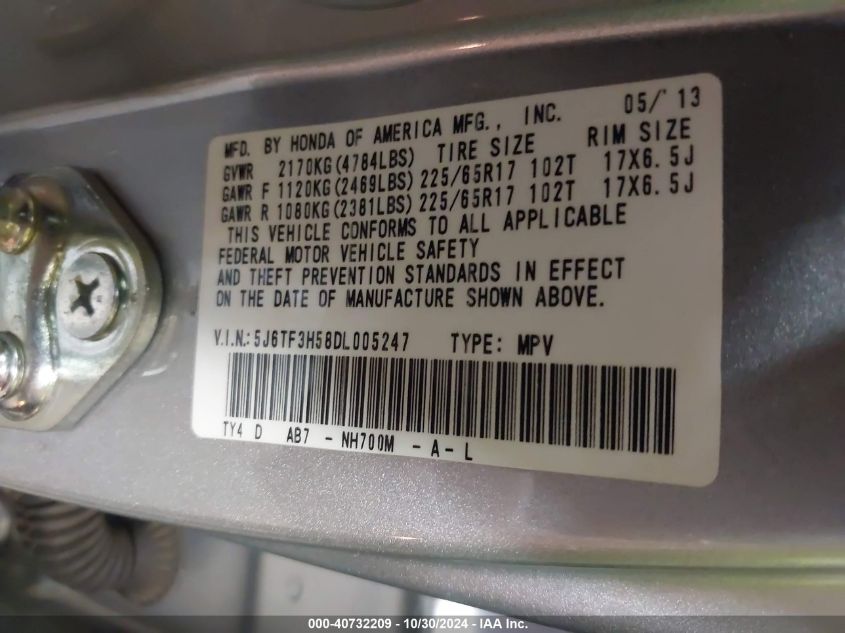 MFD. BY HONDA OF AMERICA MFG., INC. 05/'13
GVWR 2170KG(4784LBS) TIRE SIZE RIM SIZE
GAWR F 1120KG(2469LBS) 225/65R17 102T 17X6.5J
GAWR R 1080KG(2381LBS) 225/65R17 102T 17X6.5J
THIS VEHICLE CONFORMS TO ALL APPLICABLE
FEDERAL MOTOR VEHICLE SAFETY
AND THEFT PREVENTION STANDARDS IN EFFECT
ON THE DATE OF MANUFACTURE SHOWN ABOVE.
V.I.N.: 5J6TF3H58DL005247 TYPE: MPV
TY4 D AB7 - NH700M - A - L
000-40732209 - 10/30/2024 - IAA Inc.